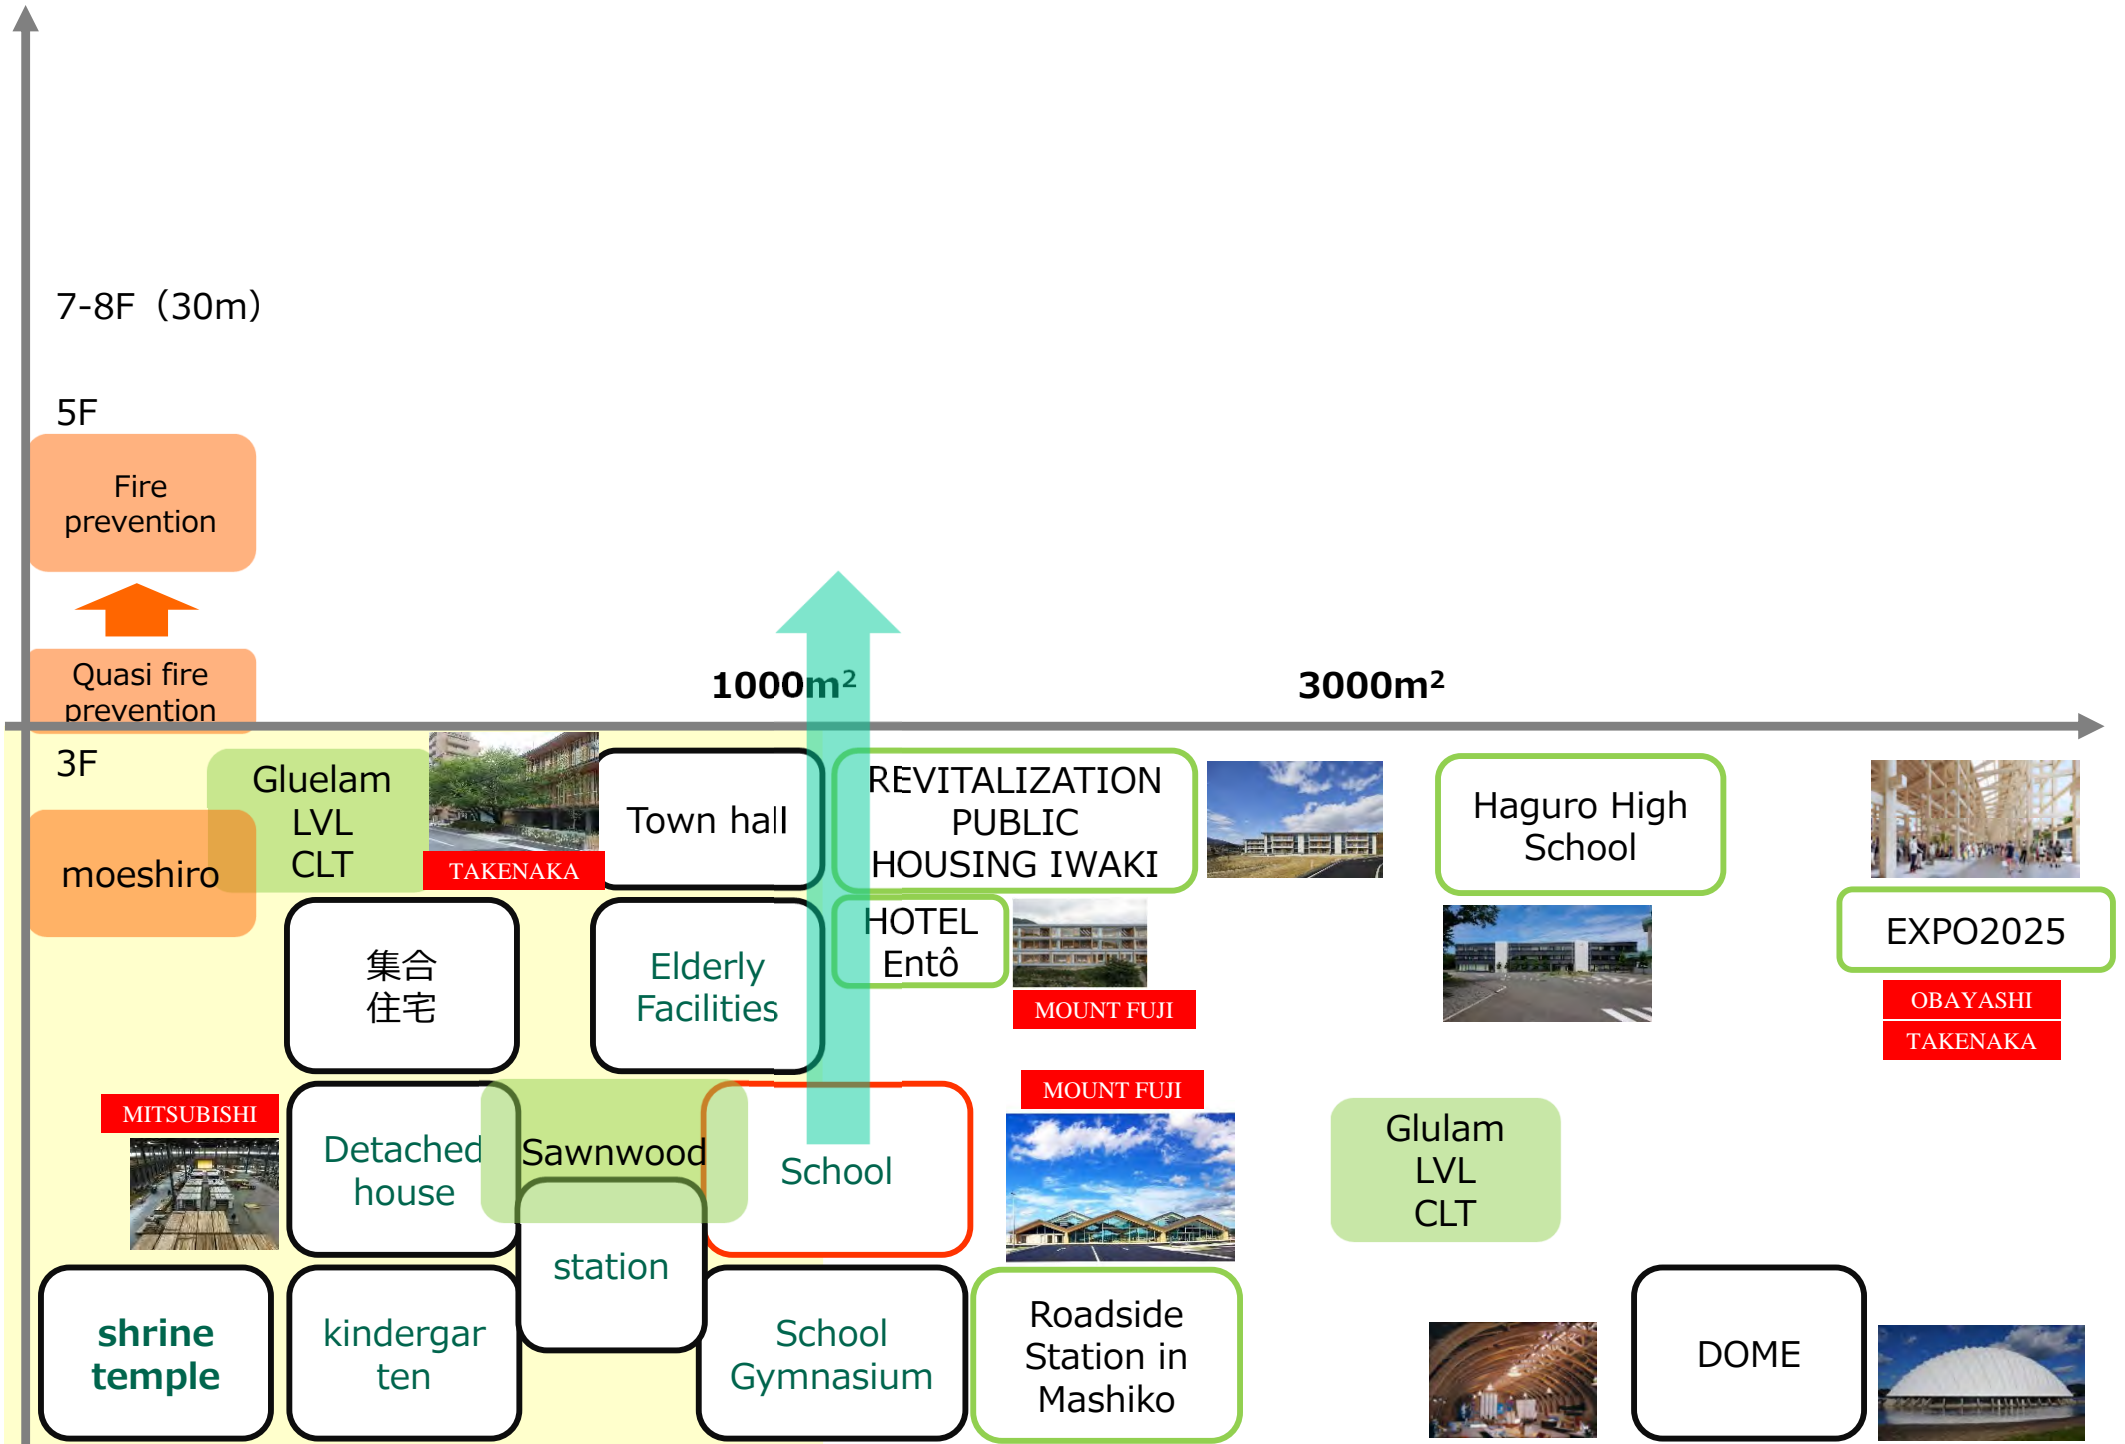 7-8F（30m）
5F
Fire
prevention
Quasi fire
prevention
1000m²
3000m²
3F
Gluelam
LVL
CLT
moeshiro
TAKENAKA
Town hall
REVITALIZATION
PUBLIC
HOUSING IWAKI
Haguro High
School
集合
住宅
Elderly
Facilities
HOTEL
Entô
MOUNT FUJI
EXPO2025
OBAYASHI
TAKENAKA
MITSUBISHI
Detached
house
Sawnwood
School
MOUNT FUJI
Glulam
LVL
CLT
station
shrine
temple
kindergar
ten
School
Gymnasium
Roadside
Station in
Mashiko
DOME